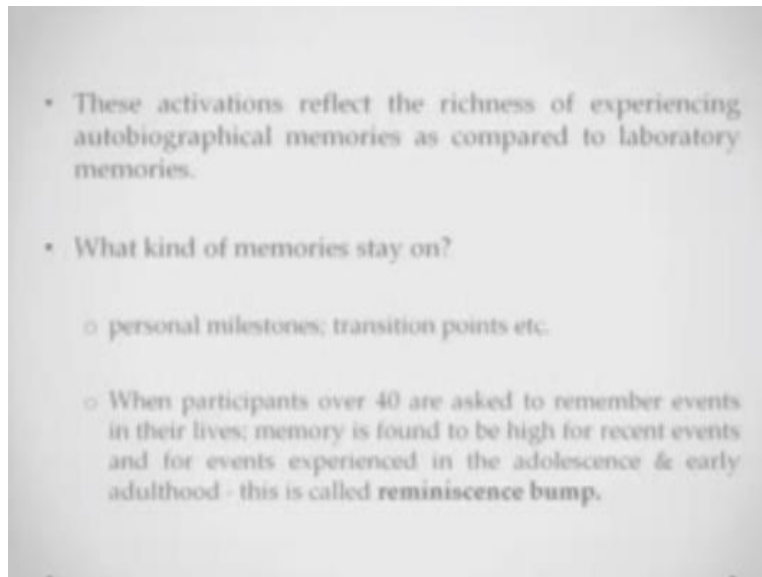 • These activations reflect the richness of experiencing
autobiographical memories as compared to laboratory
memories.
• What kind of memories stay on?
o personal milestones; transition points etc.
o When participants over 40 are asked to remember events
in their lives; memory is found to be high for recent events
and for events experienced in the adolescence & early
adulthood - this is called reminiscence bump.